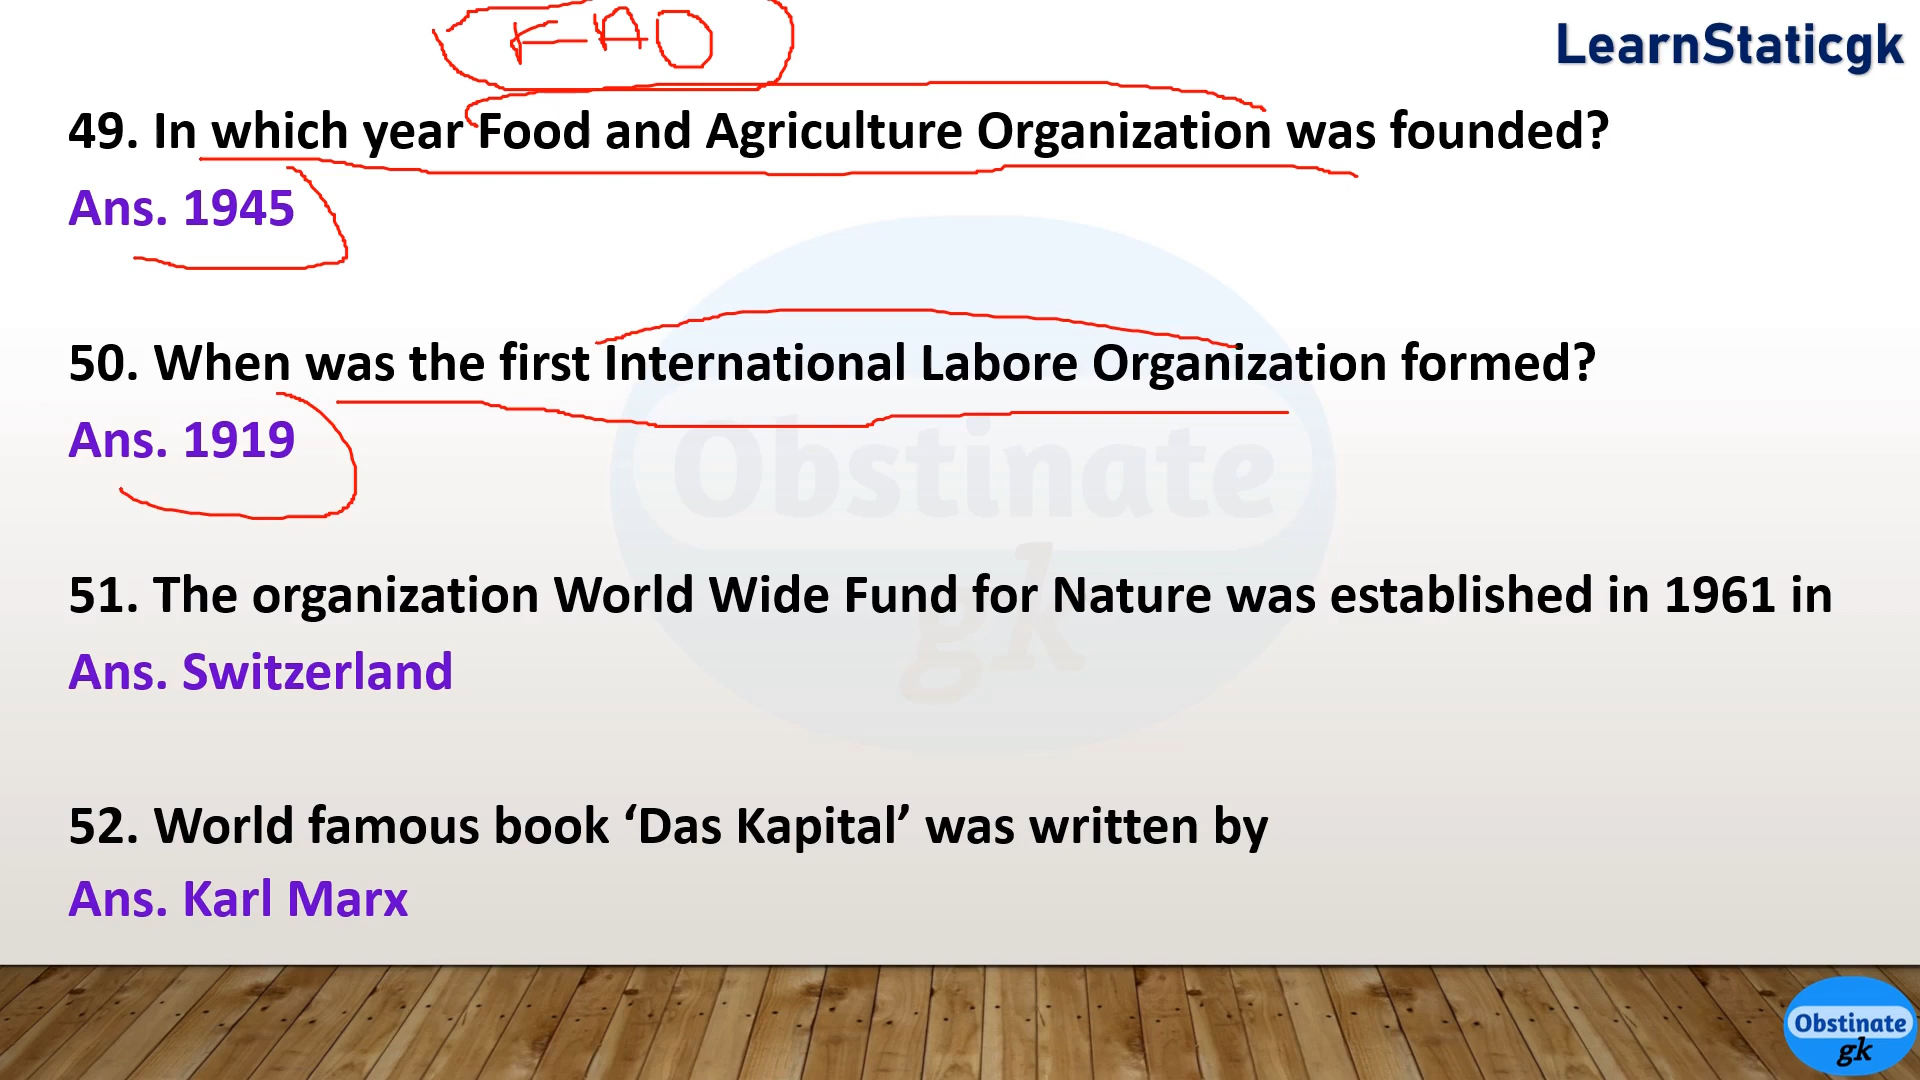 FAO
LearnStaticgk
49. In which year Food and Agriculture Organization was founded?
Ans. 1945
50. When was the first International Labore Organization formed?
Ans. 1919
Obstinate
gk
51. The organization World Wide Fund for Nature was established in 1961 in
Ans. Switzerland
52. World famous book ‘Das Kapital’ was written by
Ans. Karl Marx
Obstinate
gk